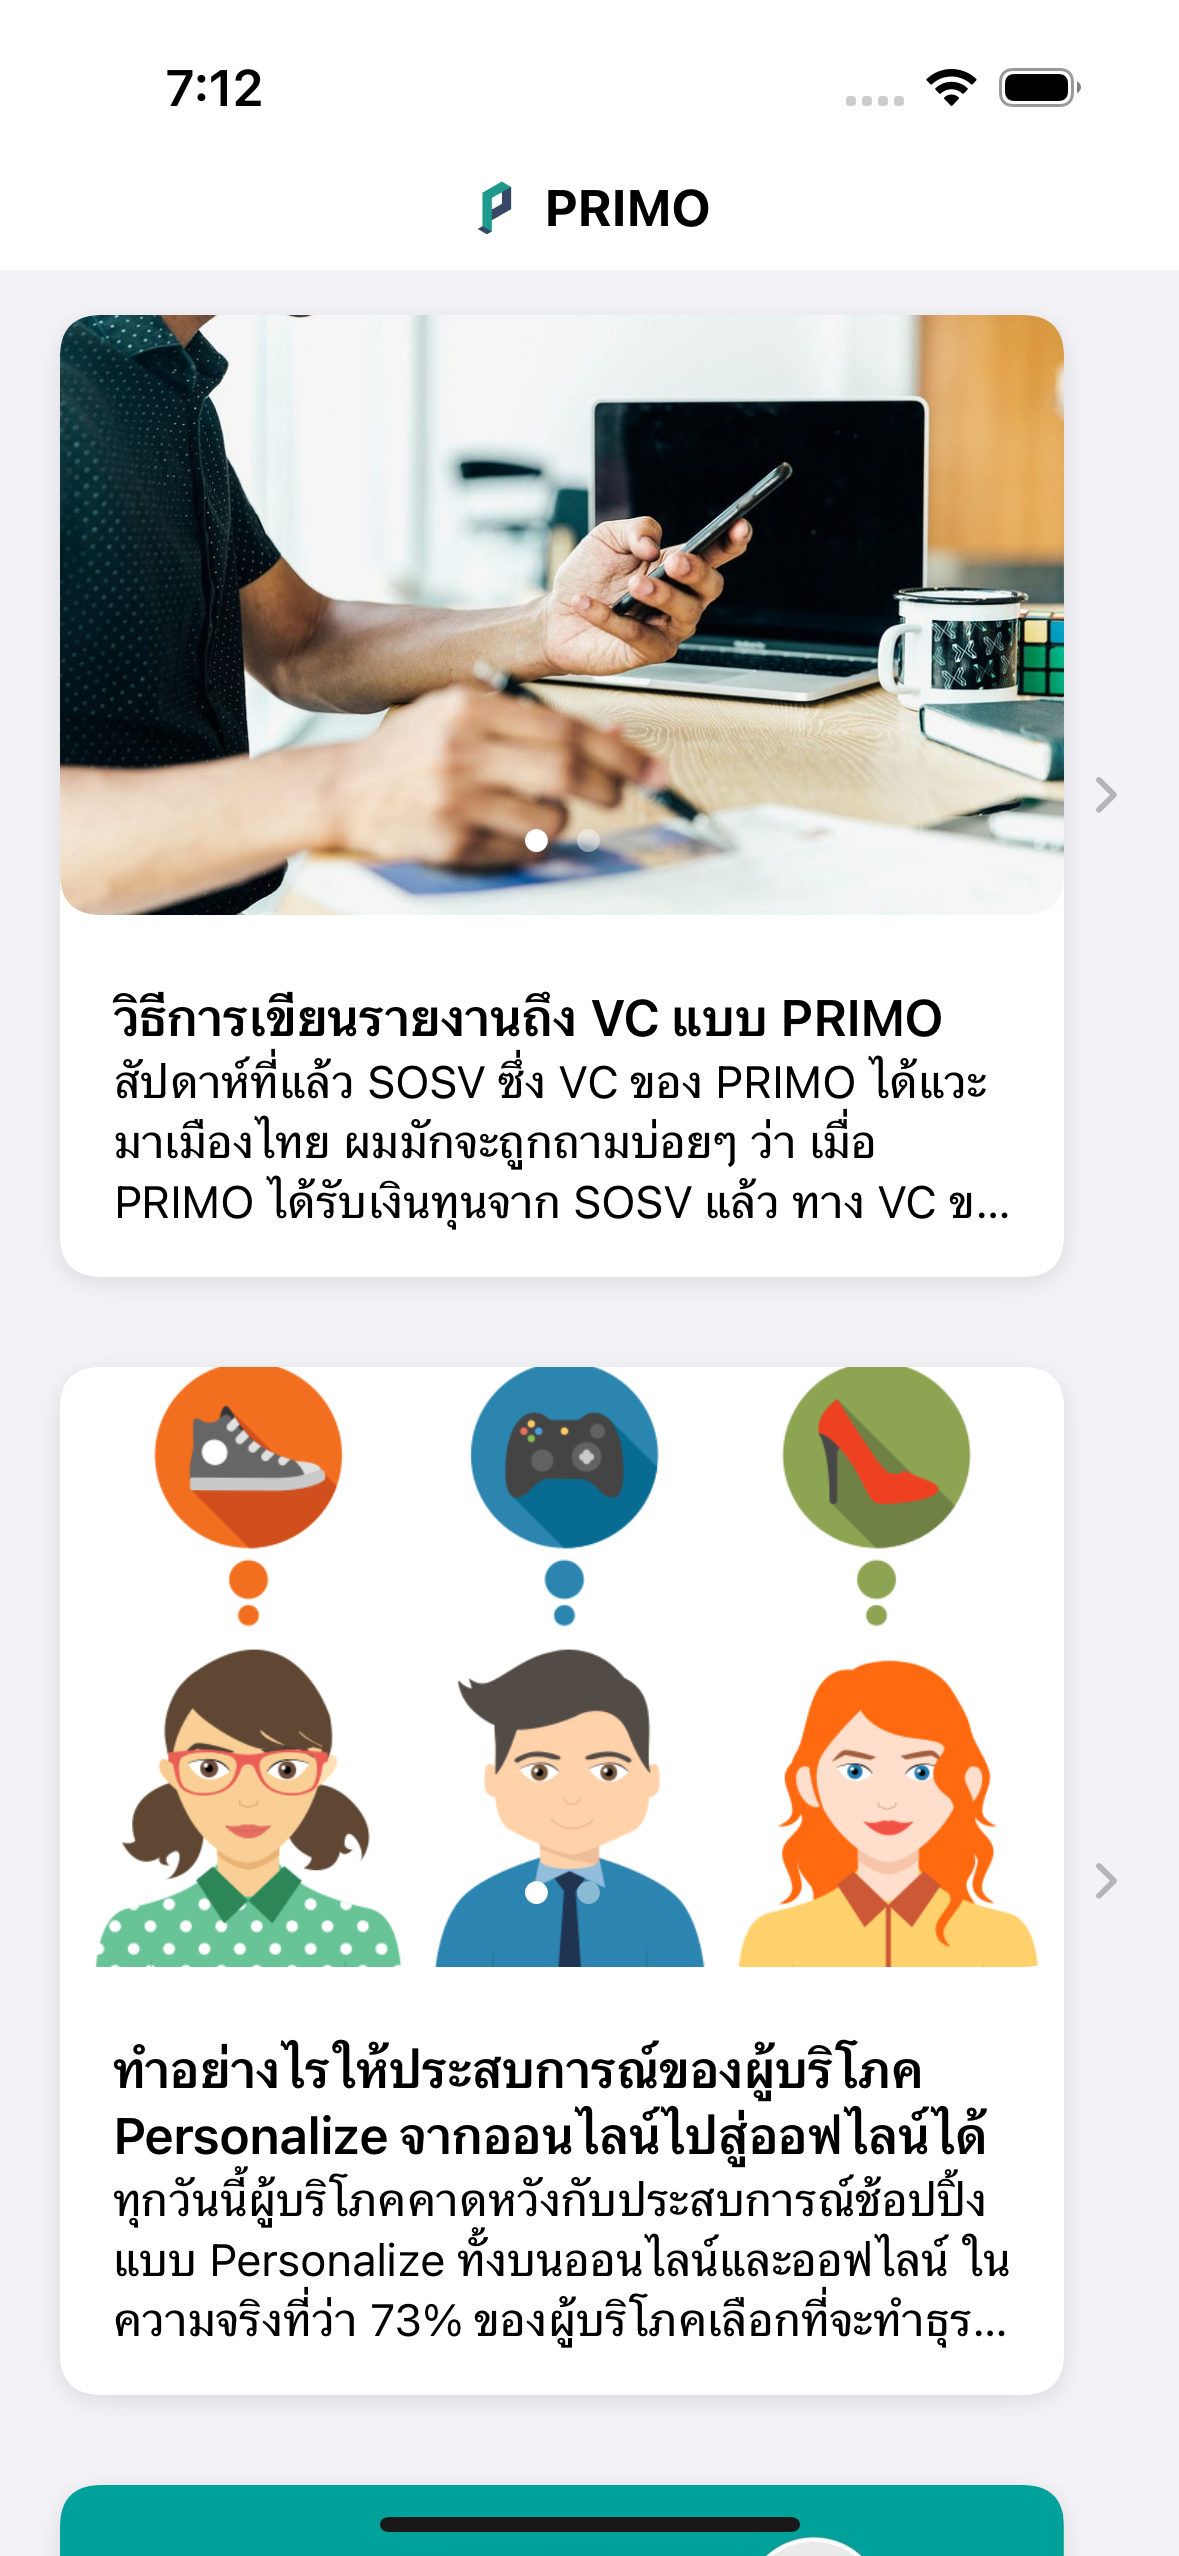 7:12
PRIMO
วิธีการเขียนรายงานถึง VC แบบ PRIMO
สัปดาห์ที่แล้ว SOSV ซึ่ง VC ของ PRIMO ได้แวะ
มาเมืองไทย ผมมักจะถูกถามบ่อยๆ ว่า เมื่อ
PRIMO ได้รับเงินทุนจาก SOSV แล้ว ทาง VC ข...
ทำอย่างไรให้ประสบการณ์ของผู้บริโภค
Personalize จากออนไลน์ไปสู่ออฟไลน์ได้
ทุกวันนี้ผู้บริโภคคาดหวังกับประสบการณ์ช้อปปิ้ง
แบบ Personalize ทั้งบนออนไลน์และออฟไลน์ ใน
ความจริงที่ว่า 73% ของผู้บริโภคเลือกที่จะทำธุร...